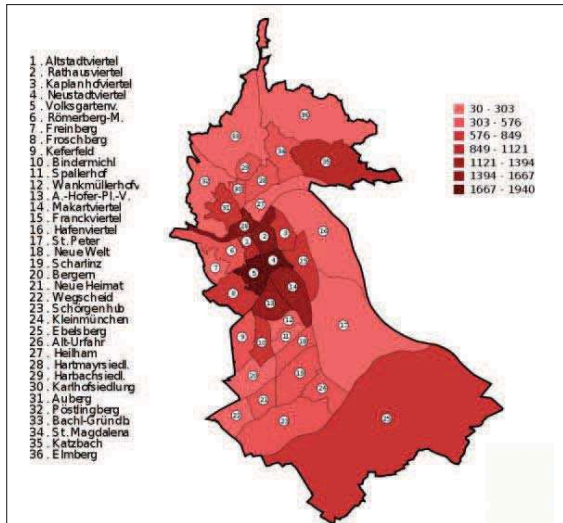 1 . Altstadtviertel
2 . Rathausviertel
3 . Kaplanhofviertel
4 . Neustadtviertel
5 . Volksgartenv.
6 . Römerberg-M.
7 . Freinberg
8 . Froschberg
9 . Keferfeld
10 . Bindermichl
11 . Spallerhof
12 . Wankmüllerhofv.
13 . A.-Hofer-Pl.-V.
14 . Makartviertel
15 . Franckviertel
16 . Hafenviertel
17 . St. Peter
18 . Neue Welt
19 . Scharlinz
20 . Bergern
21 . Neue Heimat
22 . Wegscheid
23 . Schörgenhub
24 . Kleinmünchen
25 . Ebelsberg
26 . Alt-Urfahr
27 . Heilham
28 . Hartmayrsiedl.
29 . Harbachsiedl.
30 . Karlhofsiedlung
31 . Auberg
32 . Pöstlingberg
33 . Bachl-Gründb.
34 . St. Magdalena
35 . Katzbach
36 . Elmberg
30 - 303
303 - 576
576 - 849
849 - 1121
1121 - 1394
1394 - 1667
1667 - 1940